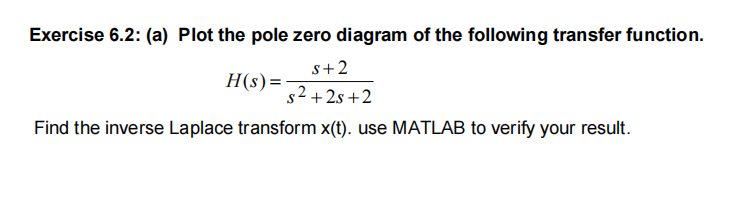 Exercise 6.2: (a) Plot the pole zero diagram of the following transfer function.
H(s) = (s+2) / (s² + 2s + 2)
Find the inverse Laplace transform x(t). use MATLAB to verify your result.